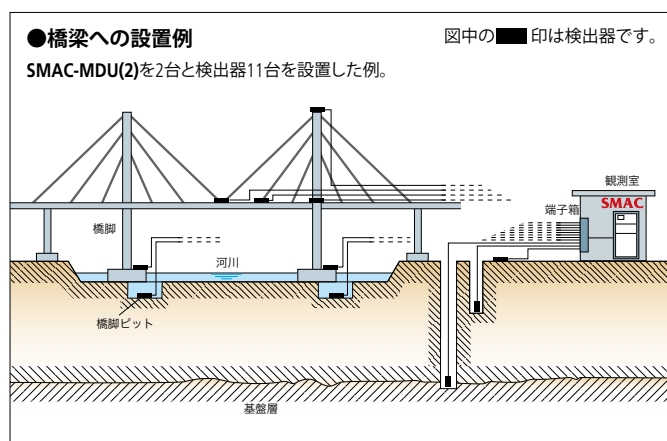 ●橋梁への設置例
図中の 印は検出器です。
SMAC-MDU(2)を2台と検出器11台を設置した例。
観測室
SMAC
端子箱
橋脚
河川
橋脚ピット
基盤層